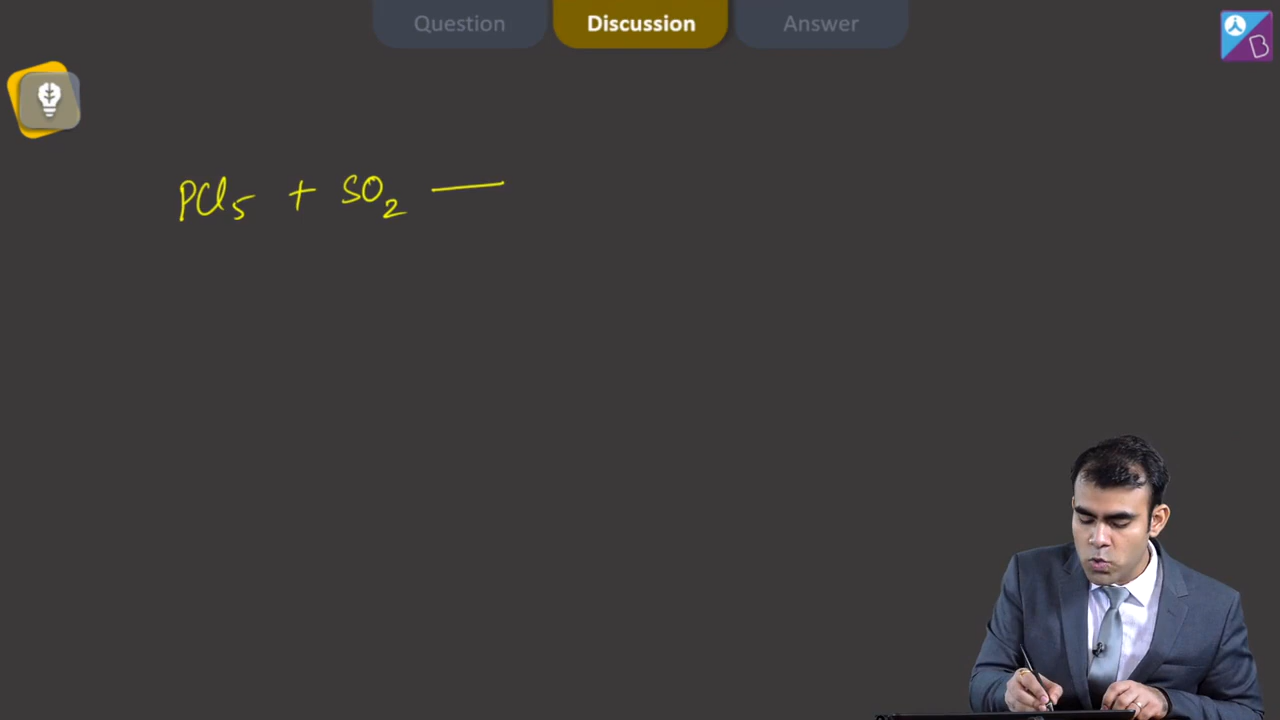 Question Discussion Answer
PCl₅ + SO₂ —